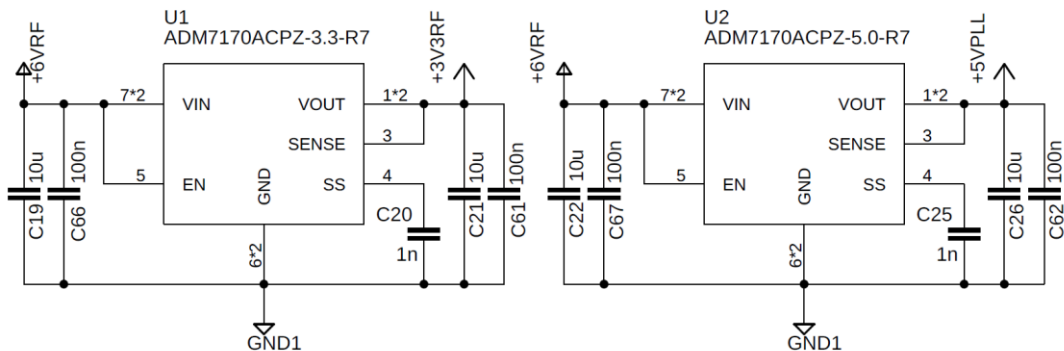 U1
ADM7170ACPZ-3.3-R7
+6VRF
+3V3RF
7*2
VIN
VOUT
1*2
SENSE
3
5
EN
GND
SS
4
10u
C19
100n
C66
C20
1n
10u
C21
100n
C61
6*2
GND1
U2
ADM7170ACPZ-5.0-R7
+6VRF
+5VPLL
7*2
VIN
VOUT
1*2
SENSE
3
5
EN
GND
SS
4
10u
C22
100n
C67
C25
1n
10u
C26
100n
C62
6*2
GND1